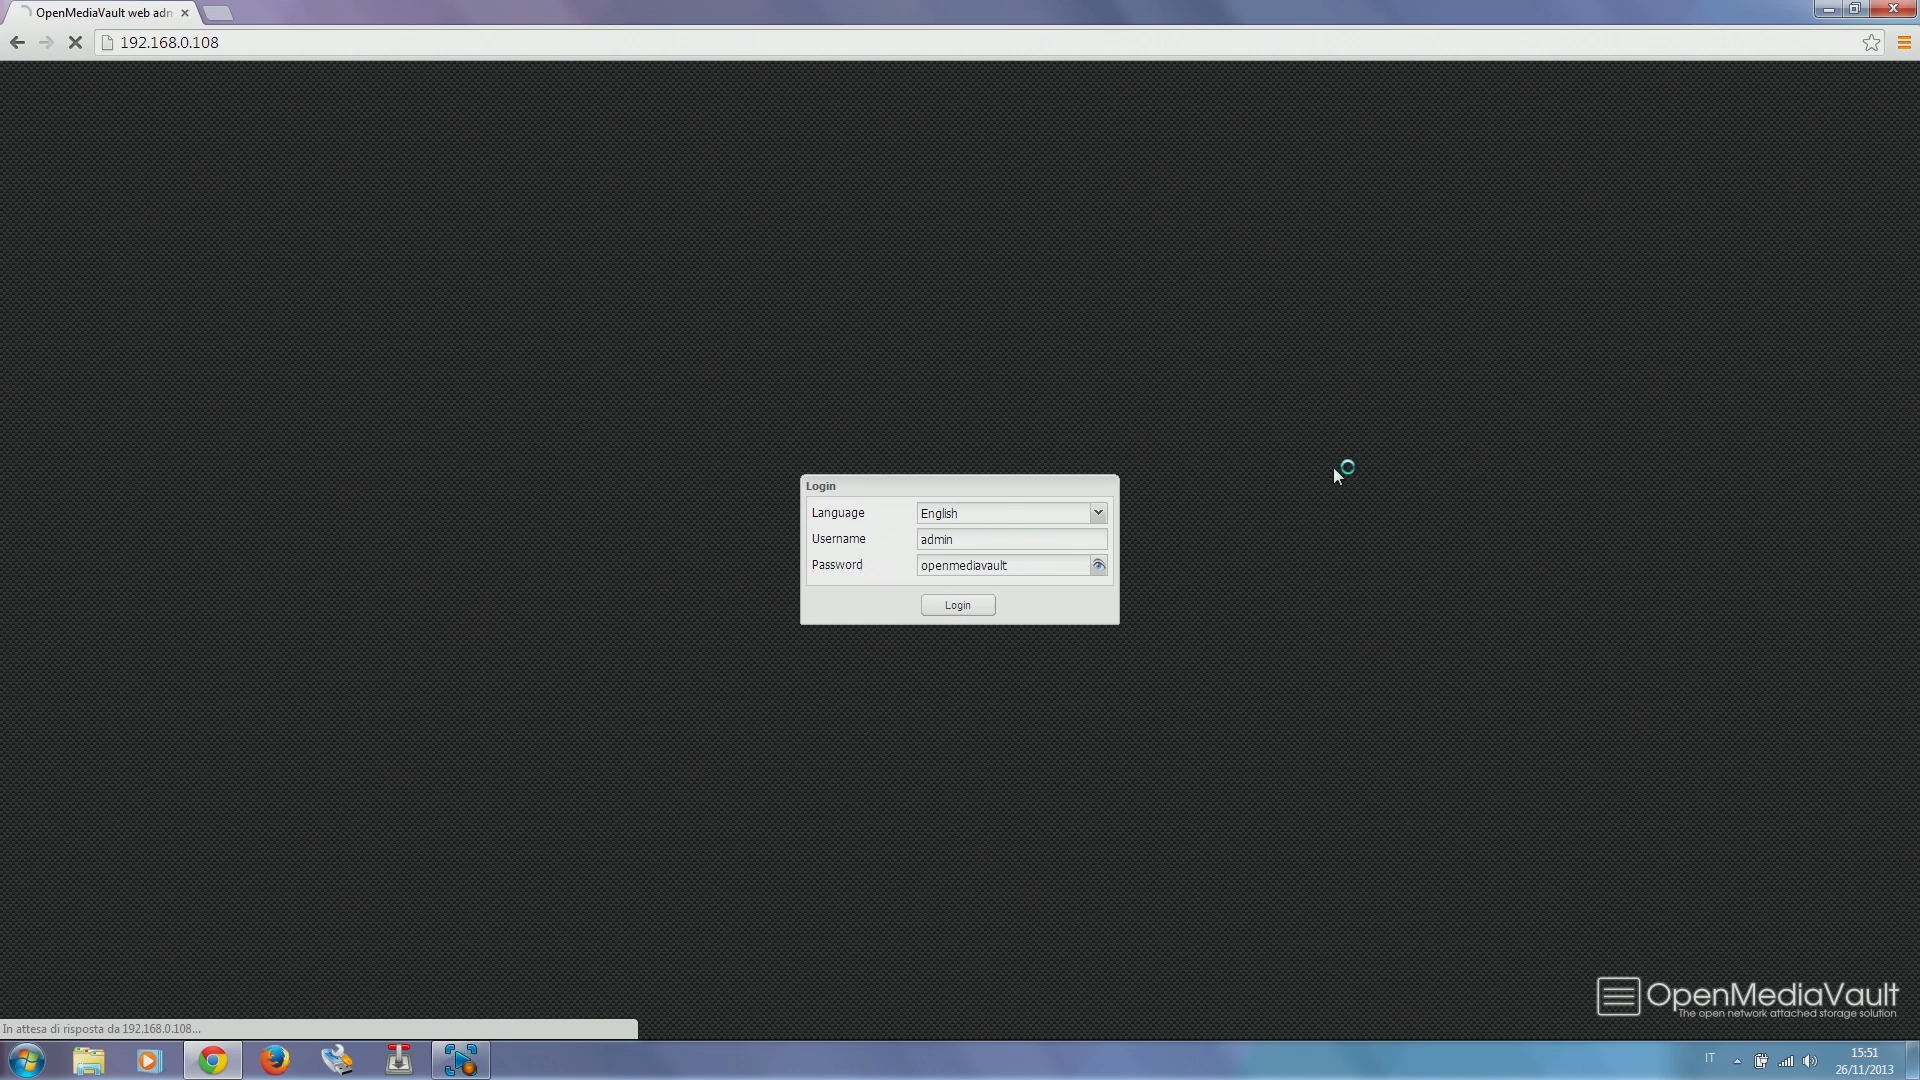 OpenMediaVault web adn
192.168.0.108
Login
Language English
Username admin
Password openmediavault
Login
OpenMediaVault
The open network attached storage solution
In attesa di risposta da 192.168.0.108...
IT
15:51
26/11/2013